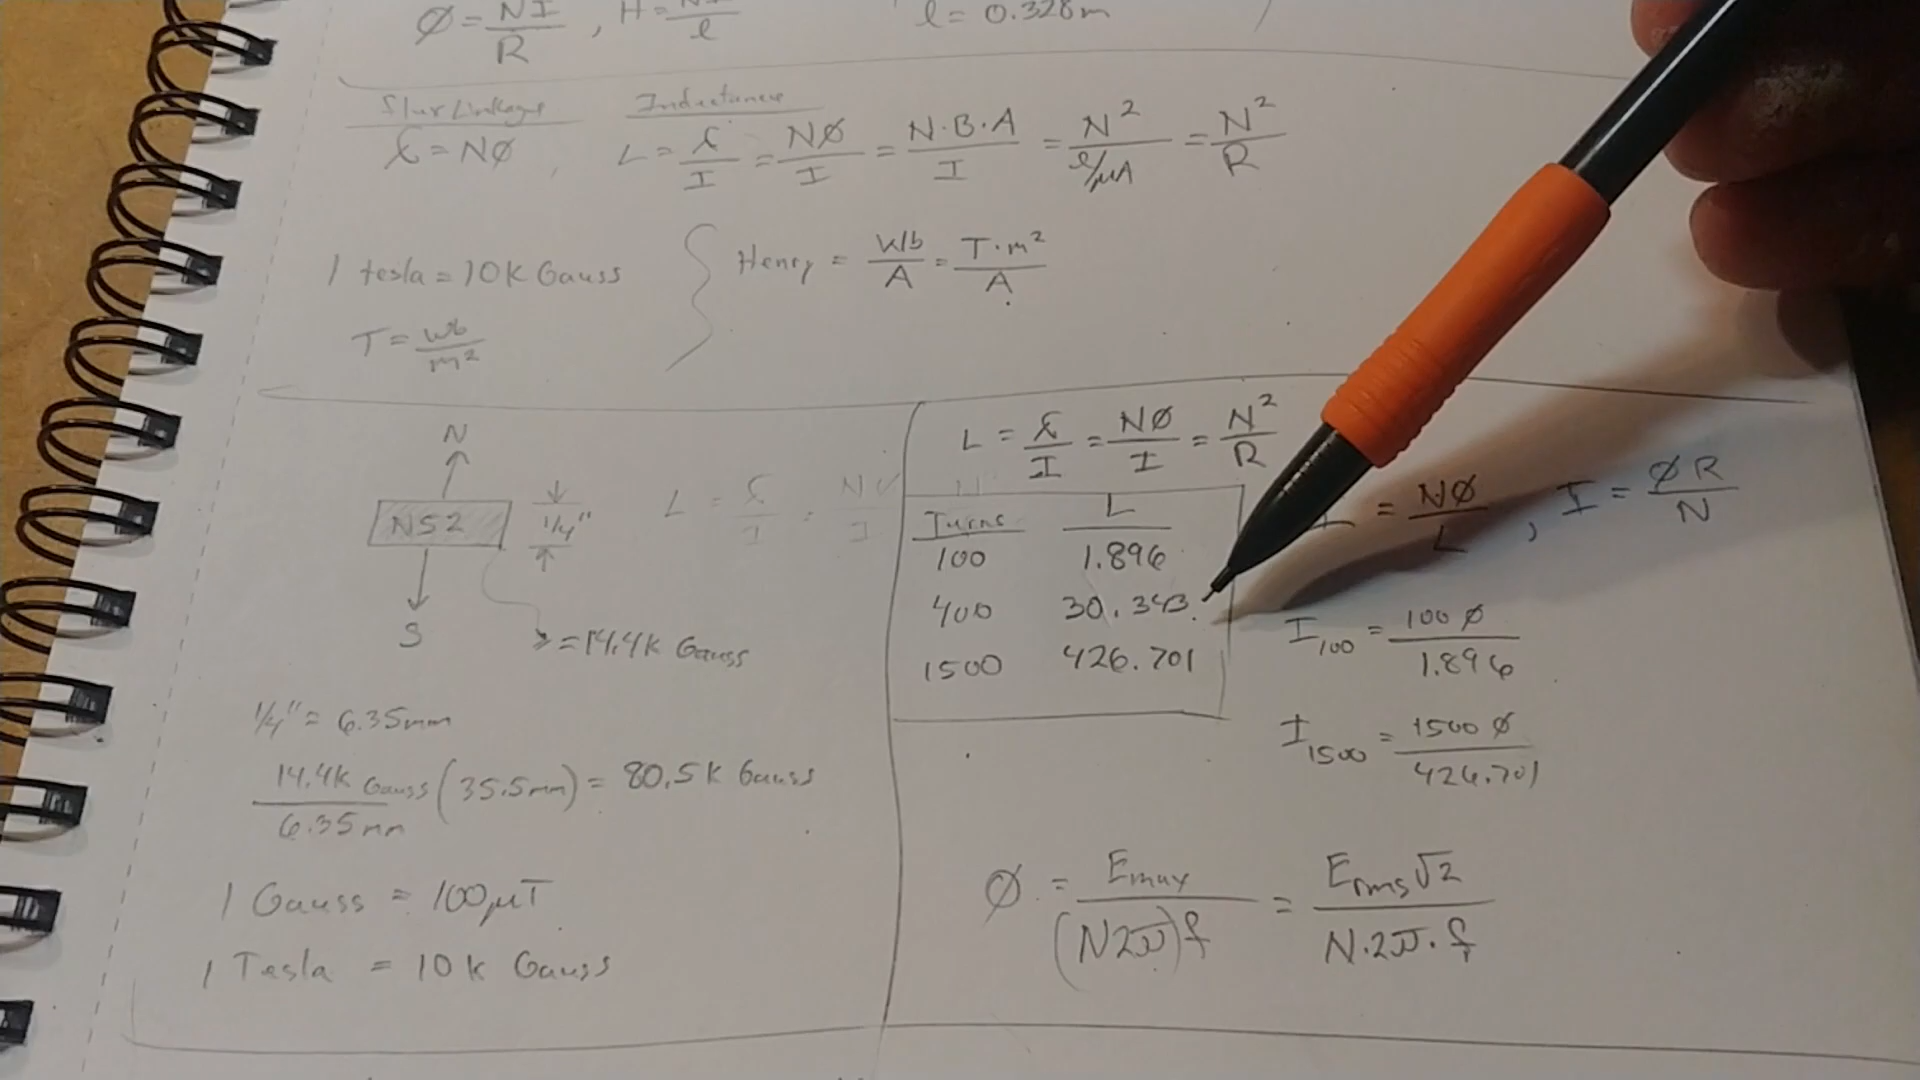 Ø = NI/R , H = NI/l
l = 0.328m
Flux Linkage
λ = NØ ,
Inductance
L = λ/I = NØ/I = N·B·A/I = N²/(l/μA) = N²/R
1 tesla = 10K Gauss
T = Wb/m²
Henry = Wb/A = T·m²/A
N
N52
1/4"
S
= 14.4K Gauss
L = λ/I = N
I
1/4" = 6.35mm
14.4K Gauss/6.35mm (35.5mm) = 80.5K Gauss
1 Gauss = 100μT
1 Tesla = 10K Gauss
L = λ/I = NØ/I = N²/R
Turns L
100 1.896
400 30.343
1500 426.701
= NØ/L , I = ØR/N
I₁₀₀ = 100Ø/1.896
I₁₅₀₀ = 1500Ø/426.701
Ø = Emax/(N2π)f = Erms√2/N·2π·f